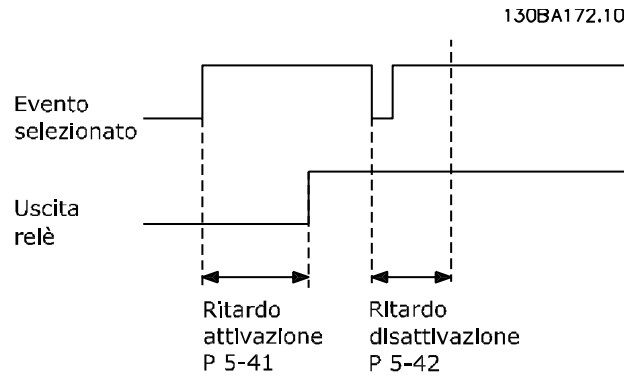 130BA172.10
Evento
selezionato
Uscita
relè
Ritardo
attivazione
P 5-41
Ritardo
disattivazione
P 5-42